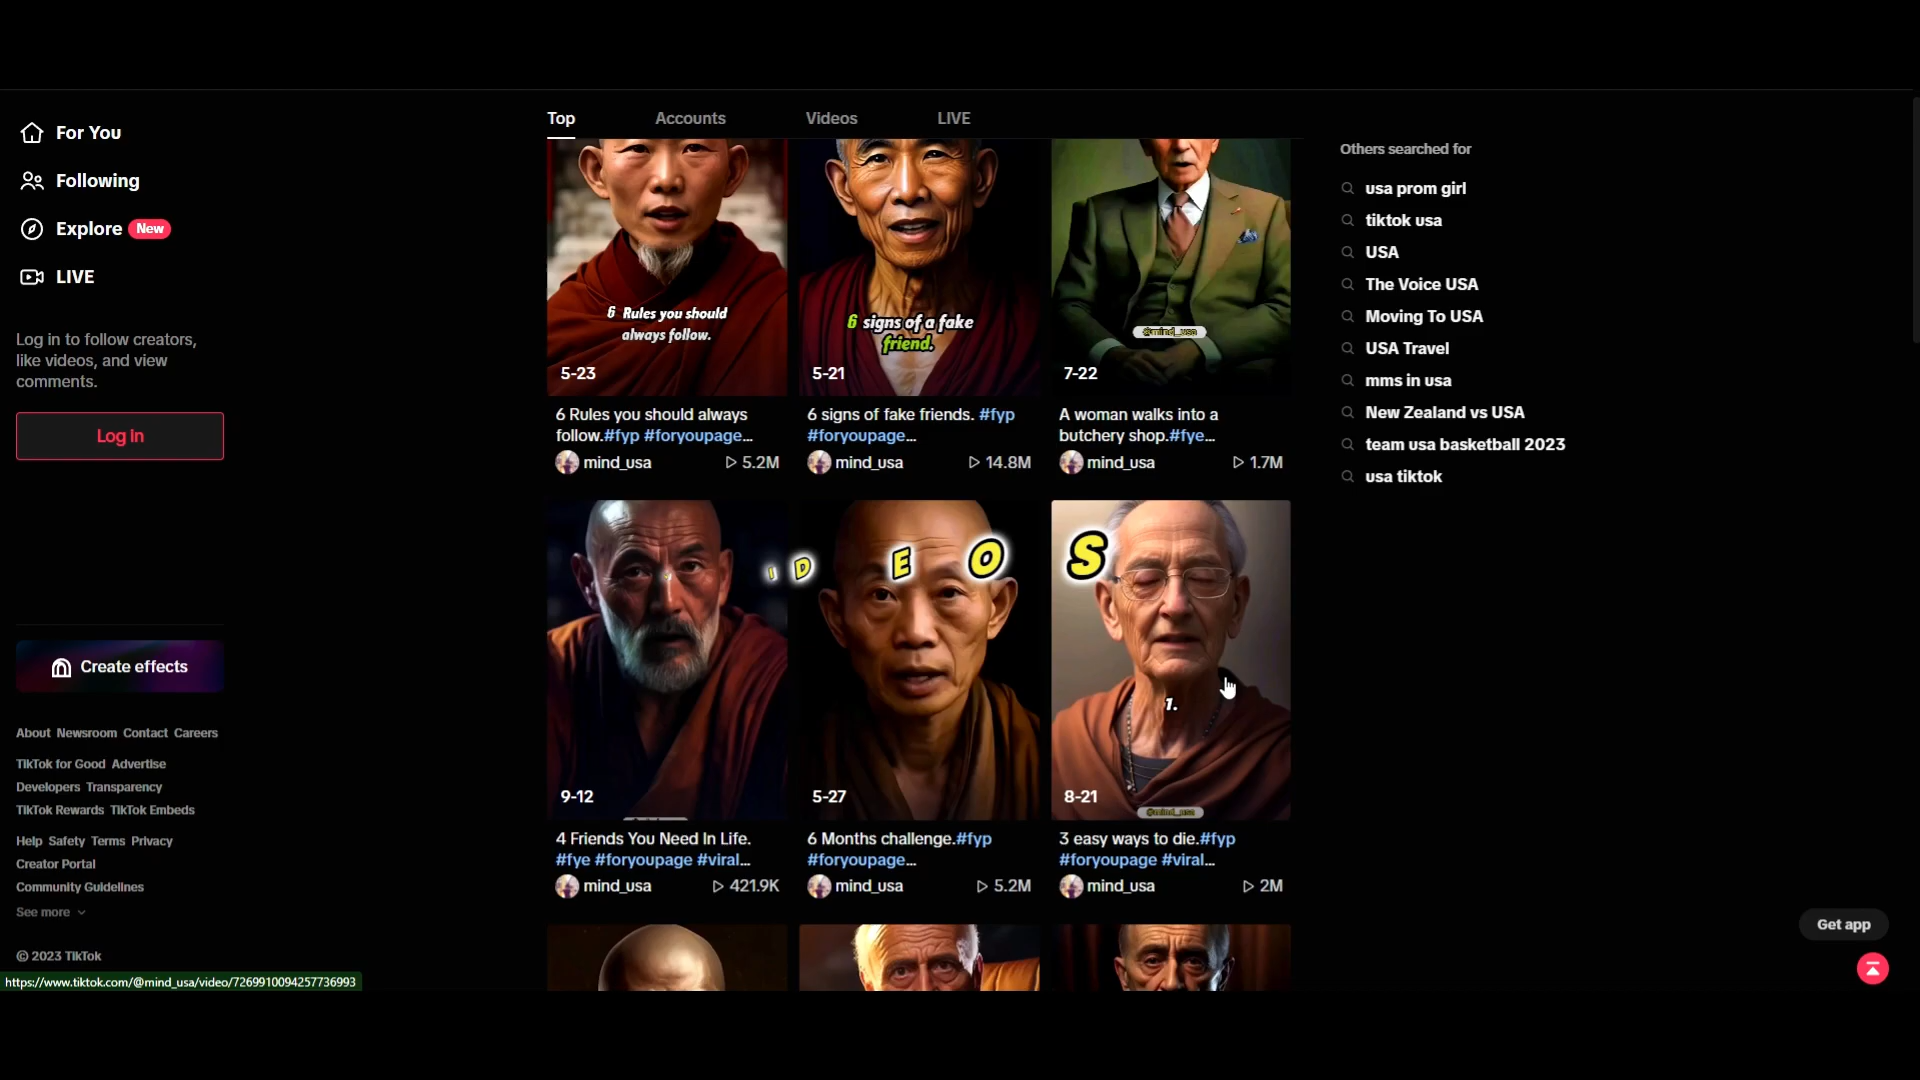 For You
Following
Explore New
LIVE
Log in to follow creators,
like videos, and view
comments.
Log in
Create effects
About Newsroom Contact Careers
TikTok for Good Advertise
Developers Transparency
TikTok Rewards TikTok Embeds
Help Safety Terms Privacy
Creator Portal
Community Guidelines
See more
© 2023 TikTok
https://www.tiktok.com/@mind_usa/video/7269910094257736993
Top Accounts Videos LIVE
6 Rules you should
always follow.
5-23
6 Rules you should always
follow.#fyp #foryoupage...
mind_usa 5.2M
6 signs of a fake
friend.
5-21
6 signs of fake friends. #fyp
#foryoupage...
mind_usa 14.8M
@mind_usa
7-22
A woman walks into a
butchery shop.#fye...
mind_usa 1.7M
I D E O S
9-12
4 Friends You Need In Life.
#fye #foryoupage #viral...
mind_usa 421.9K
5-27
6 Months challenge.#fyp
#foryoupage...
mind_usa 5.2M
1.
8-21
@mind_usa
3 easy ways to die.#fyp
#foryoupage #viral...
mind_usa 2M
Others searched for
usa prom girl
tiktok usa
USA
The Voice USA
Moving To USA
USA Travel
mms in usa
New Zealand vs USA
team usa basketball 2023
usa tiktok
Get app